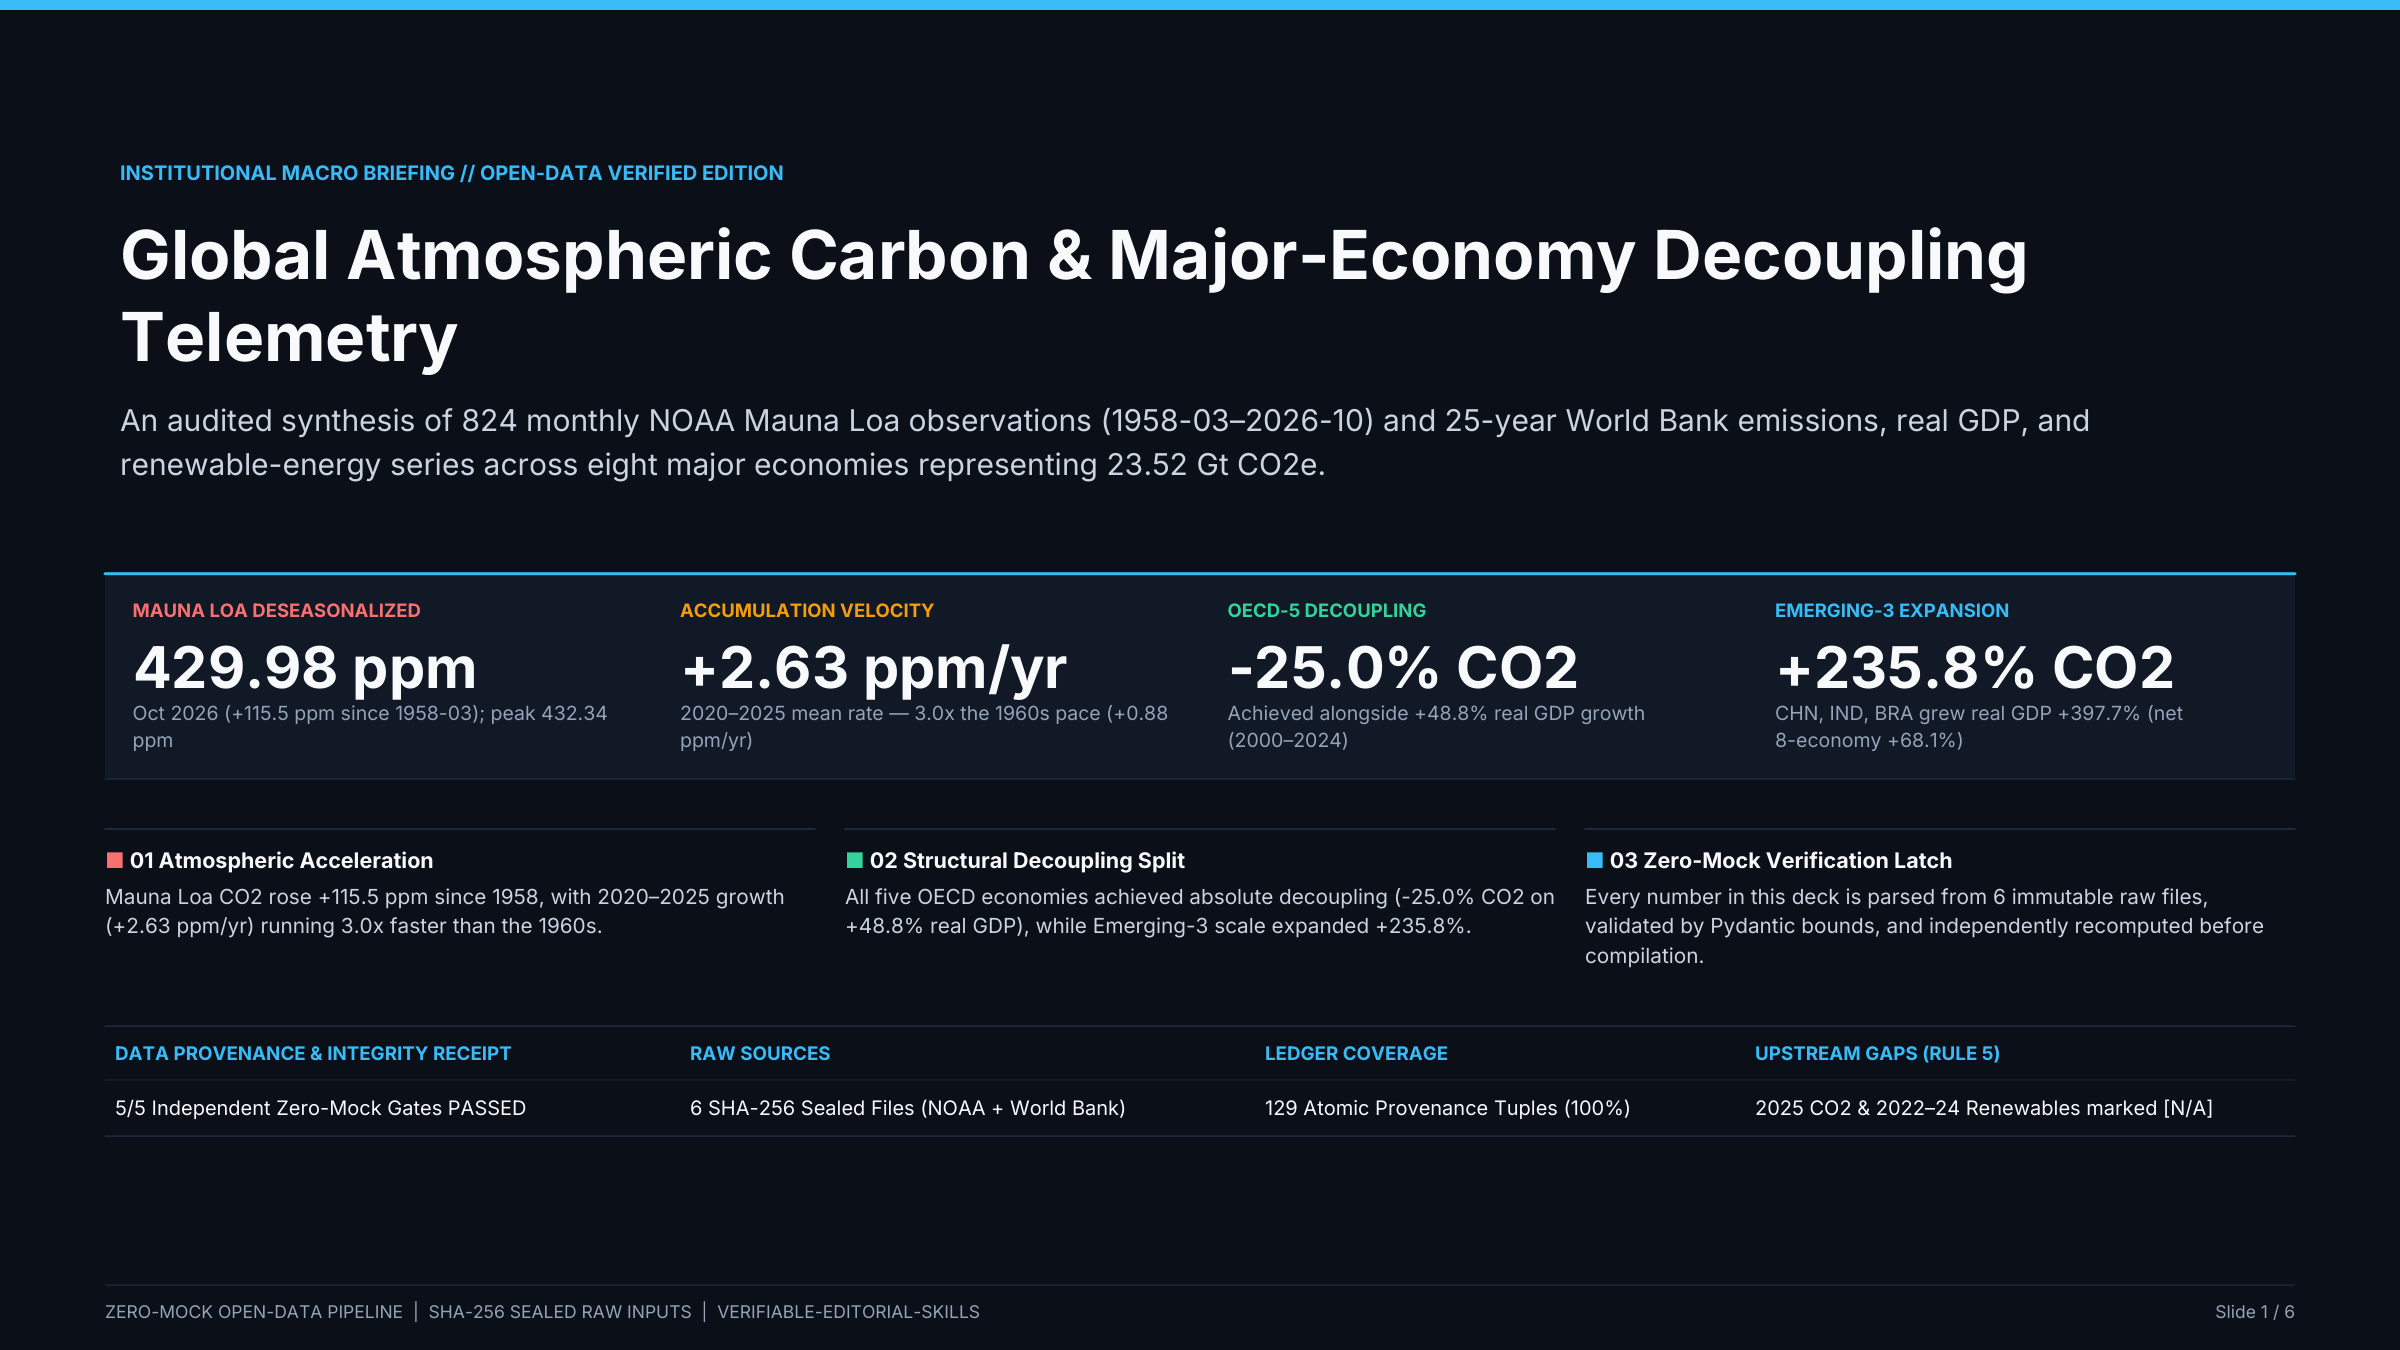 INSTITUTIONAL MACRO BRIEFING // OPEN-DATA VERIFIED EDITION
Global Atmospheric Carbon & Major-Economy Decoupling
Telemetry
An audited synthesis of 824 monthly NOAA Mauna Loa observations (1958-03–2026-10) and 25-year World Bank emissions, real GDP, and
renewable-energy series across eight major economies representing 23.52 Gt CO2e.
MAUNA LOA DESEASONALIZED
429.98 ppm
Oct 2026 (+115.5 ppm since 1958-03); peak 432.34
ppm
ACCUMULATION VELOCITY
+2.63 ppm/yr
2020–2025 mean rate — 3.0x the 1960s pace (+0.88
ppm/yr)
OECD-5 DECOUPLING
-25.0% CO2
Achieved alongside +48.8% real GDP growth
(2000–2024)
EMERGING-3 EXPANSION
+235.8% CO2
CHN, IND, BRA grew real GDP +397.7% (net
8-economy +68.1%)
01 Atmospheric Acceleration
Mauna Loa CO2 rose +115.5 ppm since 1958, with 2020–2025 growth
(+2.63 ppm/yr) running 3.0x faster than the 1960s.
02 Structural Decoupling Split
All five OECD economies achieved absolute decoupling (-25.0% CO2 on
+48.8% real GDP), while Emerging-3 scale expanded +235.8%.
03 Zero-Mock Verification Latch
Every number in this deck is parsed from 6 immutable raw files,
validated by Pydantic bounds, and independently recomputed before
compilation.
DATA PROVENANCE & INTEGRITY RECEIPT
RAW SOURCES
LEDGER COVERAGE
UPSTREAM GAPS (RULE 5)
5/5 Independent Zero-Mock Gates PASSED
6 SHA-256 Sealed Files (NOAA + World Bank)
129 Atomic Provenance Tuples (100%)
2025 CO2 & 2022–24 Renewables marked [N/A]
ZERO-MOCK OPEN-DATA PIPELINE | SHA-256 SEALED RAW INPUTS | VERIFIABLE-EDITORIAL-SKILLS
Slide 1 / 6